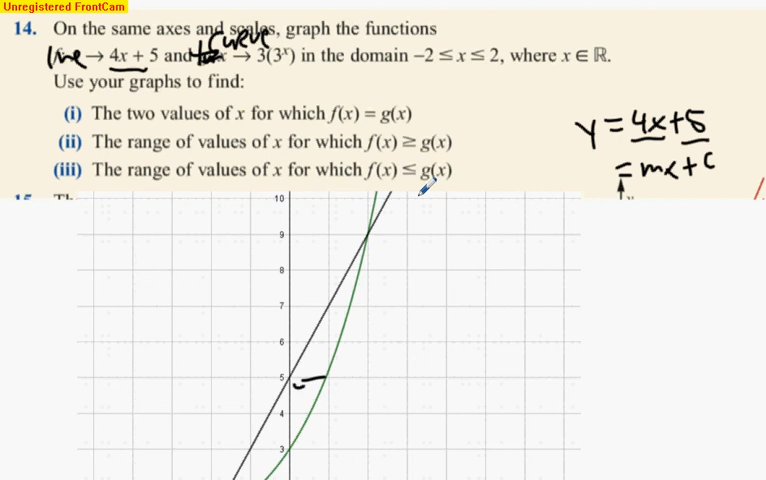 Unregistered FrontCam
14. On the same axes and scales, graph the functions
line → 4x + 5 and curve x → 3(3ˣ) in the domain −2 ≤ x ≤ 2, where x ∈ ℝ.
Use your graphs to find:
(i) The two values of x for which f(x) = g(x)
(ii) The range of values of x for which f(x) ≥ g(x)
(iii) The range of values of x for which f(x) ≤ g(x)
y = 4x+5
= mx + c
10
9
8
7
6
5
4
3